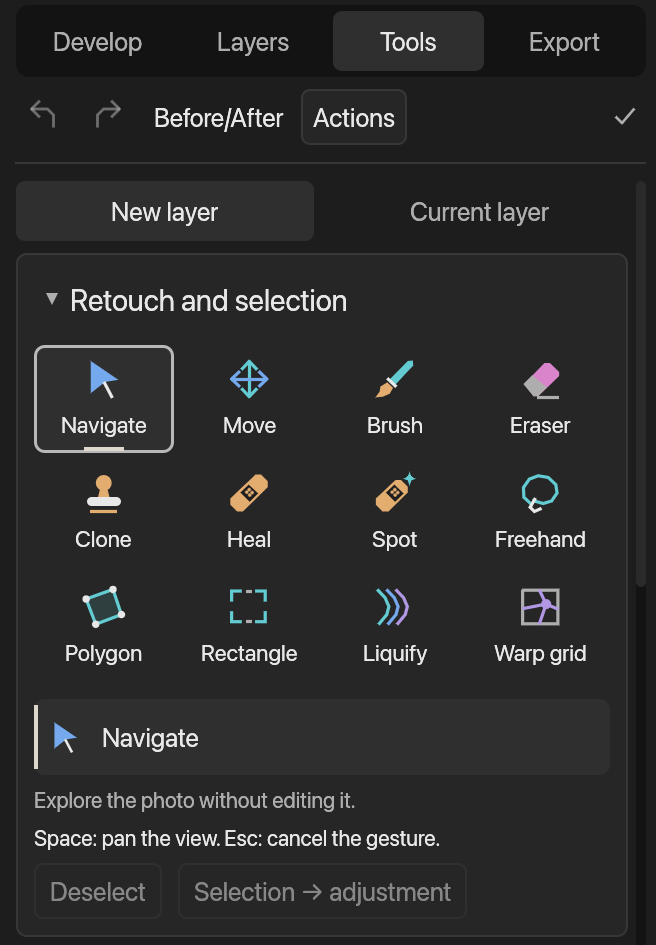 Develop Layers Tools Export
Before/After Actions
New layer Current layer
Retouch and selection
Navigate Move Brush Eraser
Clone Heal Spot Freehand
Polygon Rectangle Liquify Warp grid
Navigate
Explore the photo without editing it.
Space: pan the view. Esc: cancel the gesture.
Deselect Selection → adjustment